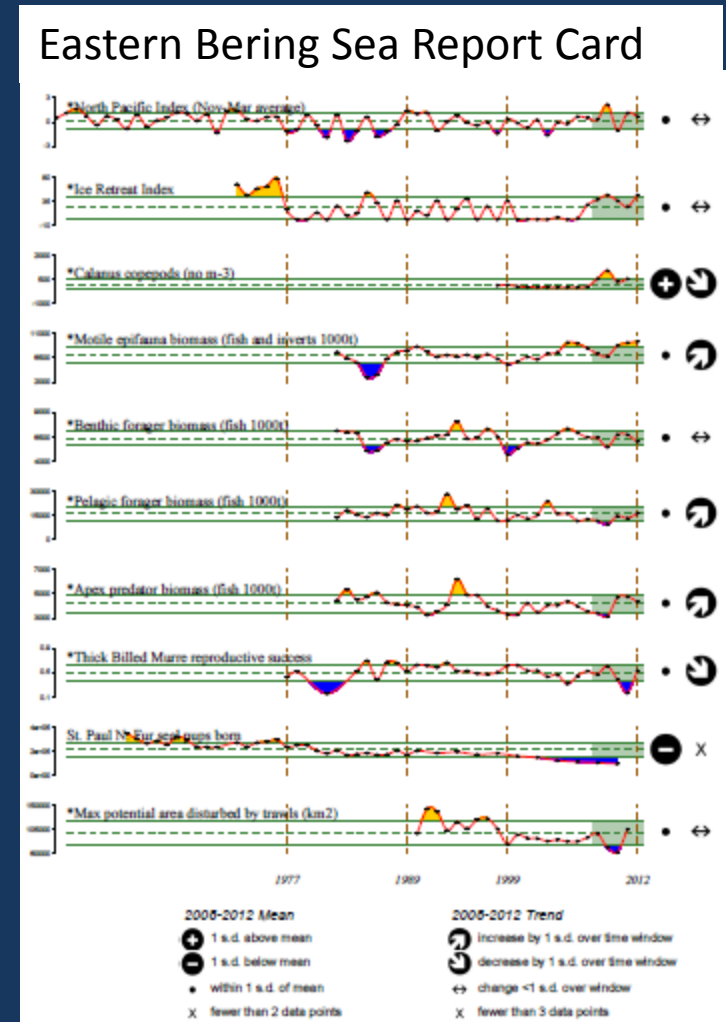 Eastern Bering Sea Report Card
*North Pacific Index (Nov-Mar average)
*Ice Retreat Index
*Calanus copepods (no m-3)
*Motile epifauna biomass (fish and inverts 1000t)
*Benthic forager biomass (fish 1000t)
*Pelagic forager biomass (fish 1000t)
*Apex predator biomass (fish 1000t)
*Thick Billed Murre reproductive success
St. Paul N. Fur seal pups born
X
*Max potential area disturbed by trawls (km2)
1977 1989 1999 2012
2008-2012 Mean
1 s.d. above mean
1 s.d. below mean
within 1 s.d. of mean
X fewer than 2 data points
2008-2012 Trend
increase by 1 s.d. over time window
decrease by 1 s.d. over time window
change <1 s.d. over window
X fewer than 3 data points